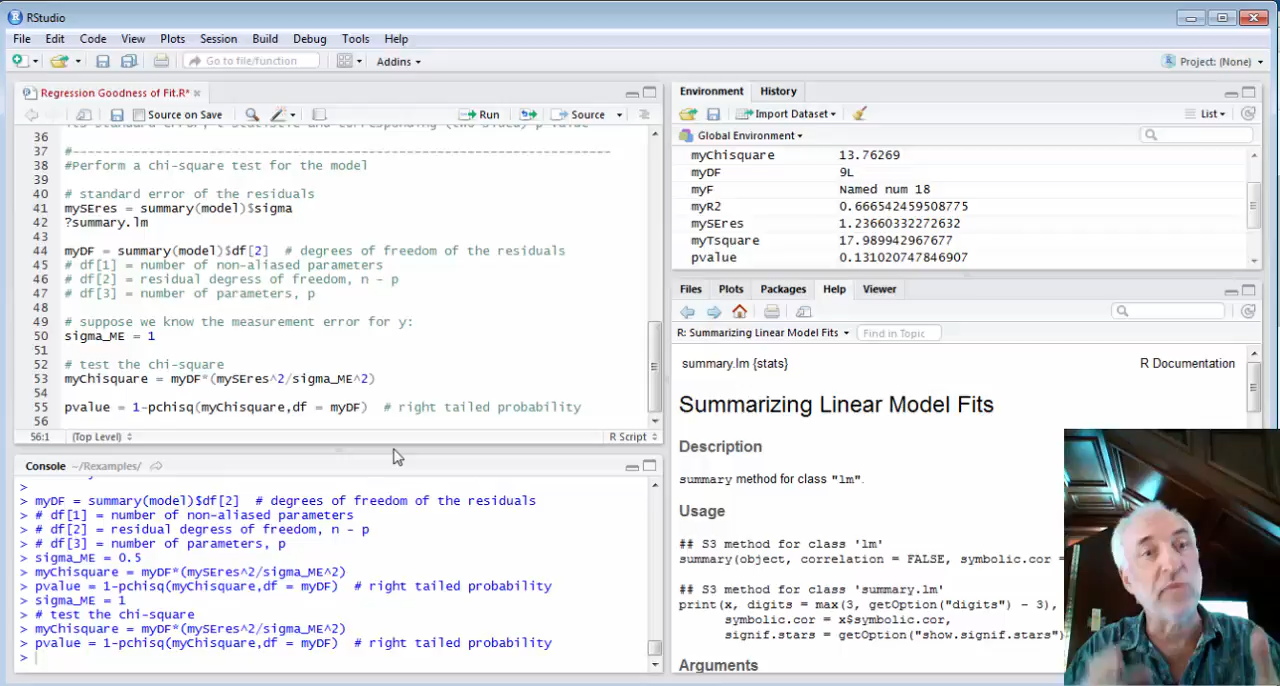 RStudio
File Edit Code View Plots Session Build Debug Tools Help
Go to file/function Addins Project: (None)
Regression Goodness of Fit.R*
Source on Save Run Source
36
37 #
38 #Perform a chi-square test for the model
39
40 # standard error of the residuals
41 mySEres = summary(model)$sigma
42 ?summary.lm
43
44 myDF = summary(model)$df[2] # degrees of freedom of the residuals
45 # df[1] = number of non-aliased parameters
46 # df[2] = residual degress of freedom, n - p
47 # df[3] = number of parameters, p
48
49 # suppose we know the measurement error for y:
50 sigma_ME = 1
51
52 # test the chi-square
53 myChisquare = myDF*(mySEres^2/sigma_ME^2)
54
55 pvalue = 1-pchisq(myChisquare,df = myDF) # right tailed probability
56
56:1 (Top Level) R Script
Console ~/Rexamples/
>
> myDF = summary(model)$df[2] # degrees of freedom of the residuals
> # df[1] = number of non-aliased parameters
> # df[2] = residual degress of freedom, n - p
> # df[3] = number of parameters, p
> sigma_ME = 0.5
> myChisquare = myDF*(mySEres^2/sigma_ME^2)
> pvalue = 1-pchisq(myChisquare,df = myDF) # right tailed probability
> sigma_ME = 1
> # test the chi-square
> myChisquare = myDF*(mySEres^2/sigma_ME^2)
> pvalue = 1-pchisq(myChisquare,df = myDF) # right tailed probability
>
Environment History
Import Dataset List
Global Environment
myChisquare 13.76269
myDF 9L
myF Named num 18
myR2 0.666542459508775
mySEres 1.23660332272632
myTsquare 17.989942967677
pvalue 0.131020747846907
Files Plots Packages Help Viewer
R: Summarizing Linear Model Fits Find in Topic
summary.lm {stats} R Documentation
Summarizing Linear Model Fits
Description
summary method for class "lm".
Usage
## S3 method for class 'lm'
summary(object, correlation = FALSE, symbolic.cor =
## S3 method for class 'summary.lm'
print(x, digits = max(3, getOption("digits") - 3),
symbolic.cor = x$symbolic.cor,
signif.stars = getOption("show.signif.stars")
Arguments